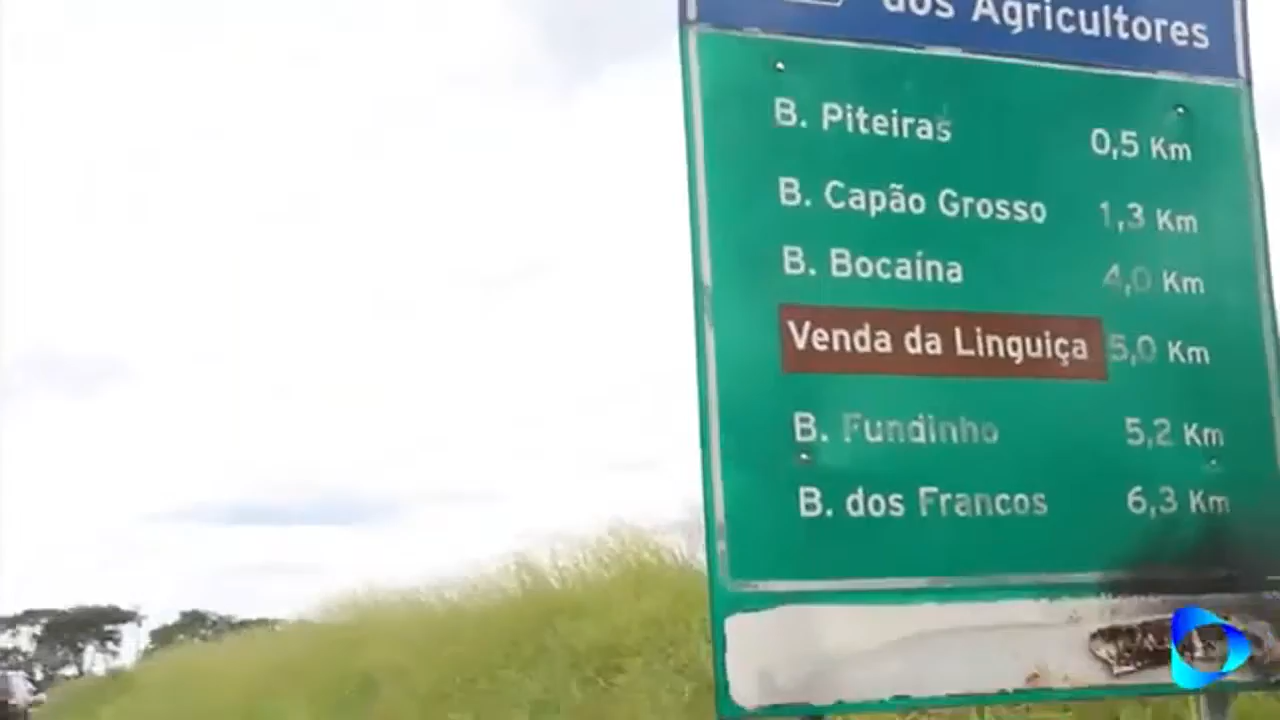 dos Agricultores
B. Piteiras 0,5 Km
B. Capão Grosso 1,3 Km
B. Bocaína 4,0 Km
Venda da Linguiça 5,0 Km
B. Fundinho 5,2 Km
B. dos Francos 6,3 Km